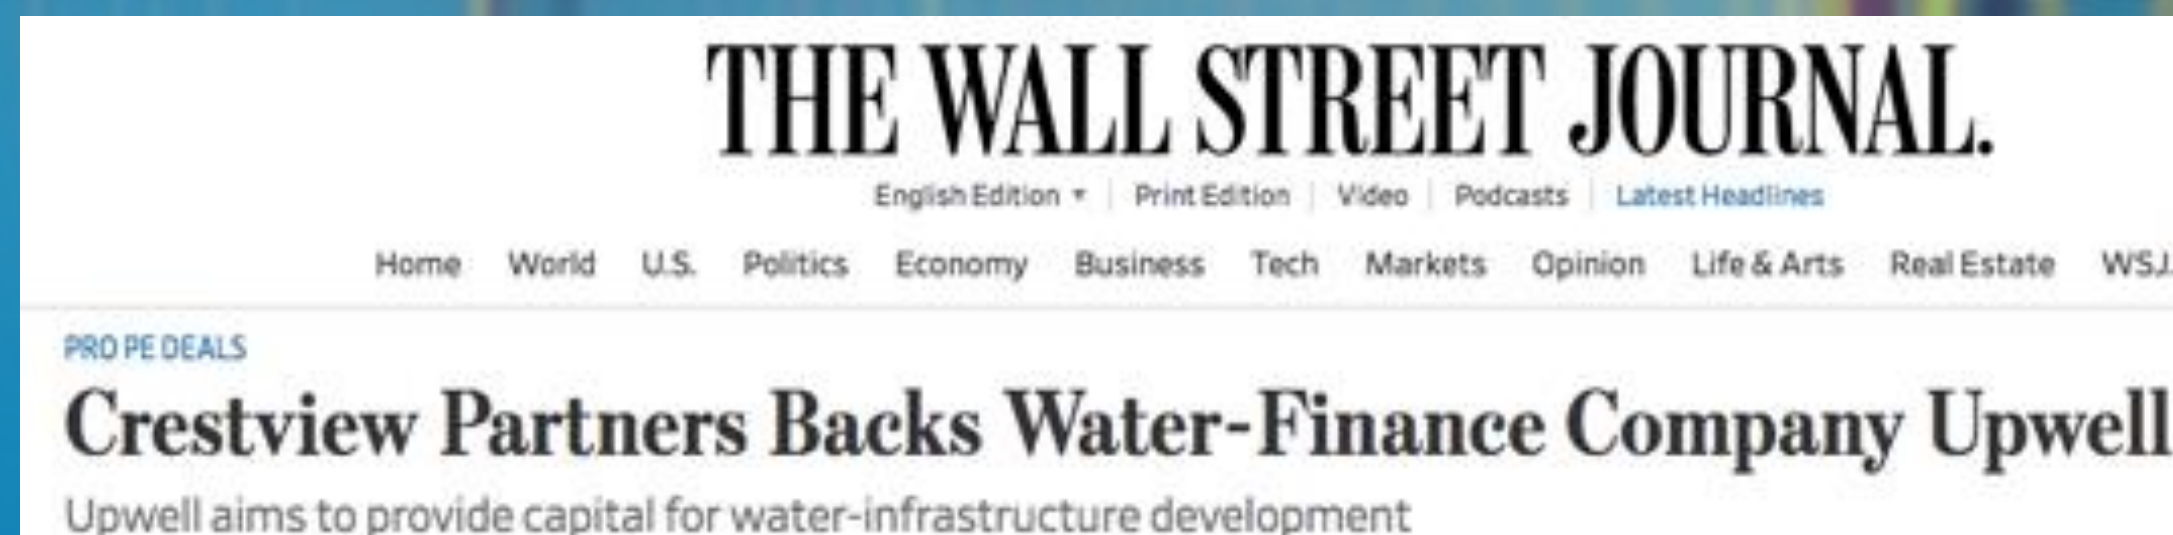 THE WALL STREET JOURNAL.
English Edition ▾ | Print Edition | Video | Podcasts | Latest Headlines
Home World U.S. Politics Economy Business Tech Markets Opinion Life & Arts Real Estate WSJ.
PRO PE DEALS
Crestview Partners Backs Water-Finance Company Upwell
Upwell aims to provide capital for water-infrastructure development